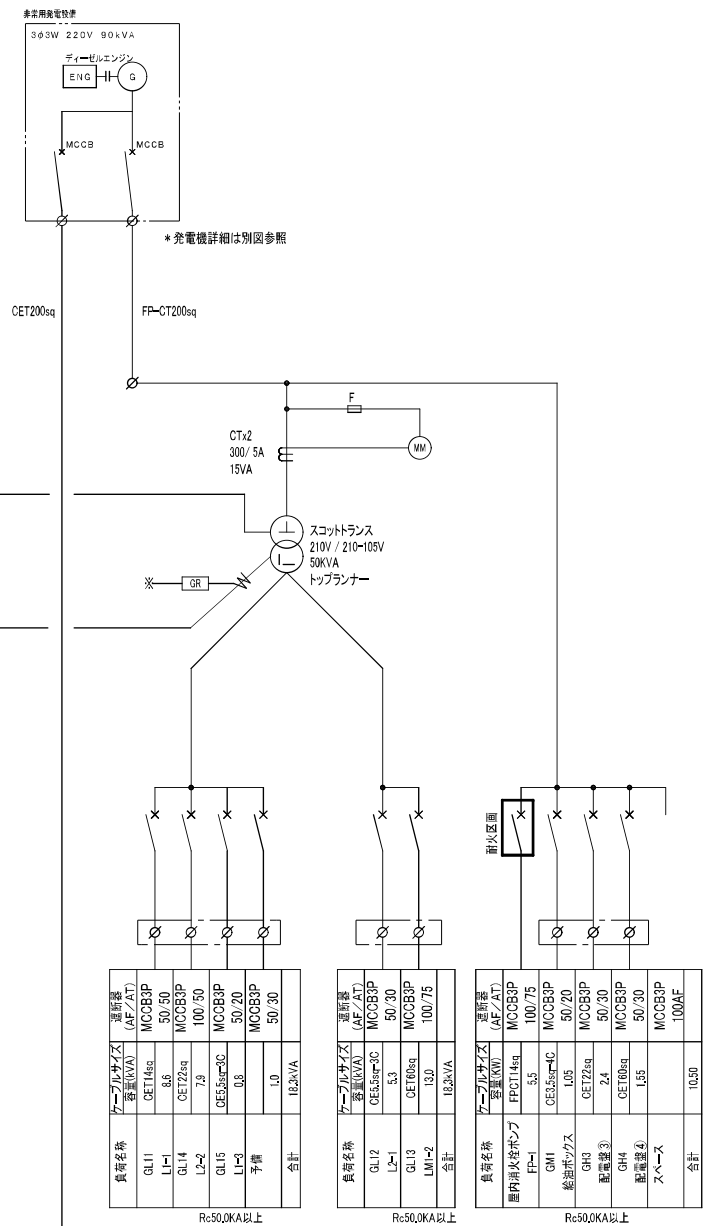 非常用発電設備
3φ3W 220V 90kVA
ディーゼルエンジン
ENG
G
MCCB
MCCB
*発電機詳細は別図参照
CET200sq
FP-CT200sq
F
CTx2
300/5A
15VA
MM
スコットトランス
210V / 210-105V
50KVA
トップランナー
※
GR
耐火区画
負荷名称 ケーブルサイズ 容量(kVA) 遮断器 (AF/AT)
GL11 CET14sq MCCB3P
L1-1 8.6 50/50
GL14 CET22sq MCCB3P
L2-2 7.9 100/50
GL15 CE5.5sq-3C MCCB3P
L1-3 0.8 50/20
予備 MCCB3P
1.0 50/30
合計 18.3kVA
Rc50.0KA以上
負荷名称 ケーブルサイズ 容量(kVA) 遮断器 (AF/AT)
GL12 CE5.5sq-3C MCCB3P
L2-1 5.3 50/30
GL13 CET60sq MCCB3P
LM1-2 13.0 100/75
合計 18.3kVA
Rc50.0KA以上
負荷名称 ケーブルサイズ 容量(KW) 遮断器 (AF/AT)
屋内消火栓ポンプ FPCT14sq MCCB3P
FP-1 5.5 100/75
GM1 CE3.5sq-4C MCCB3P
給油ボックス 1.05 50/20
GH3 CET22sq MCCB3P
配電盤③ 2.4 50/30
GH4 CET60sq MCCB3P
配電盤④ 1.55 50/30
スペース MCCB3P
100AF
合計 10.50
Rc50.0KA以上